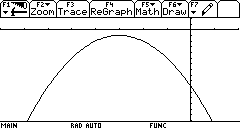 F1 F2 Zoom F3 Trace F4 ReGraph F5 Math F6 Draw F7
MAIN RAD AUTO FUNC